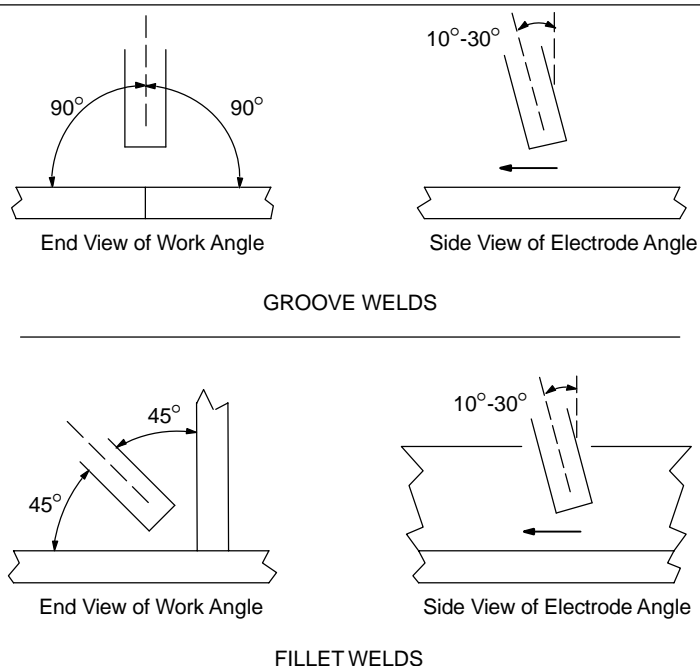 10°-30°
90° 90°
End View of Work Angle Side View of Electrode Angle
GROOVE WELDS
45° 10°-30°
45°
End View of Work Angle Side View of Electrode Angle
FILLET WELDS